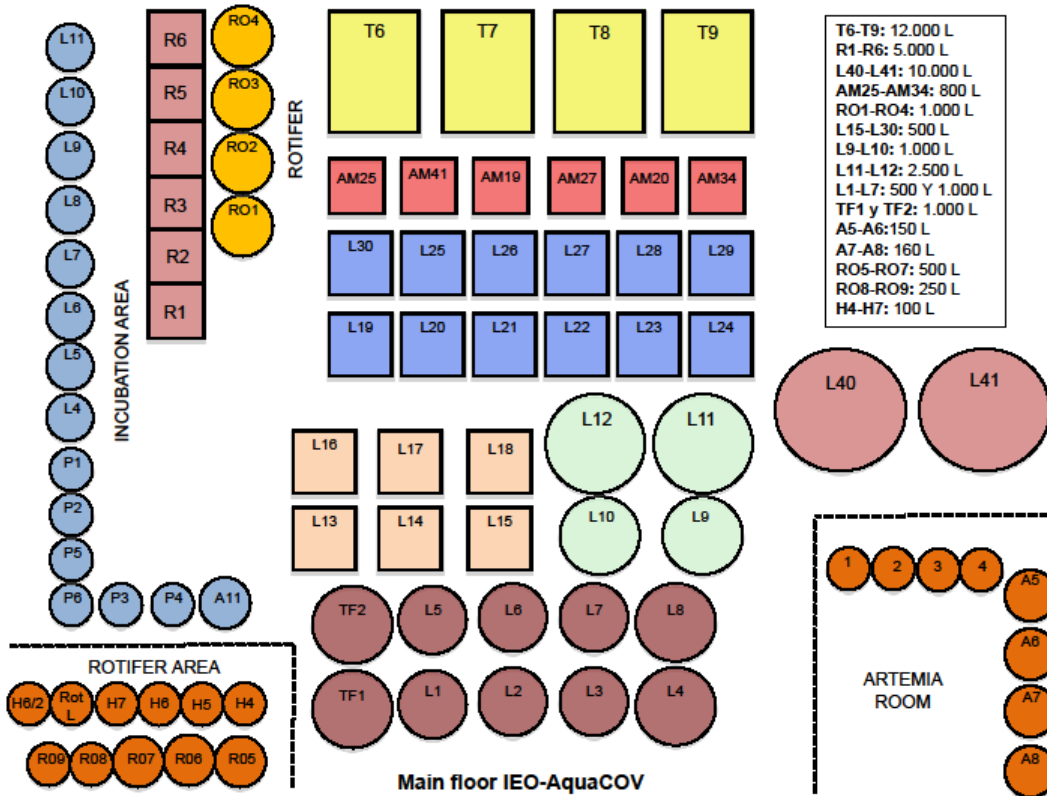 L11
L10
L9
L8
L7
L6
L5
L4
P1
P2
P5
P6 P3 P4 A11
INCUBATION AREA
R6
R5
R4
R3
R2
R1
RO4
RO3
RO2
RO1
ROTIFER
T6 T7 T8 T9
AM25 AM41 AM19 AM27 AM20 AM34
L30 L25 L26 L27 L28 L29
L19 L20 L21 L22 L23 L24
L16 L17 L18
L13 L14 L15
L12 L11
L10 L9
TF2 L5 L6 L7 L8
TF1 L1 L2 L3 L4
T6-T9: 12.000 L
R1-R6: 5.000 L
L40-L41: 10.000 L
AM25-AM34: 800 L
RO1-RO4: 1.000 L
L15-L30: 500 L
L9-L10: 1.000 L
L11-L12: 2.500 L
L1-L7: 500 Y 1.000 L
TF1 y TF2: 1.000 L
A5-A6:150 L
A7-A8: 160 L
RO5-RO7: 500 L
RO8-RO9: 250 L
H4-H7: 100 L
L40 L41
ROTIFER AREA
H6/2 Rot H7 H6 H5 H4
L
R09 R08 R07 R06 R05
1 2 3 4
A5
A6
A7
A8
ARTEMIA
ROOM
Main floor IEO-AquaCOV